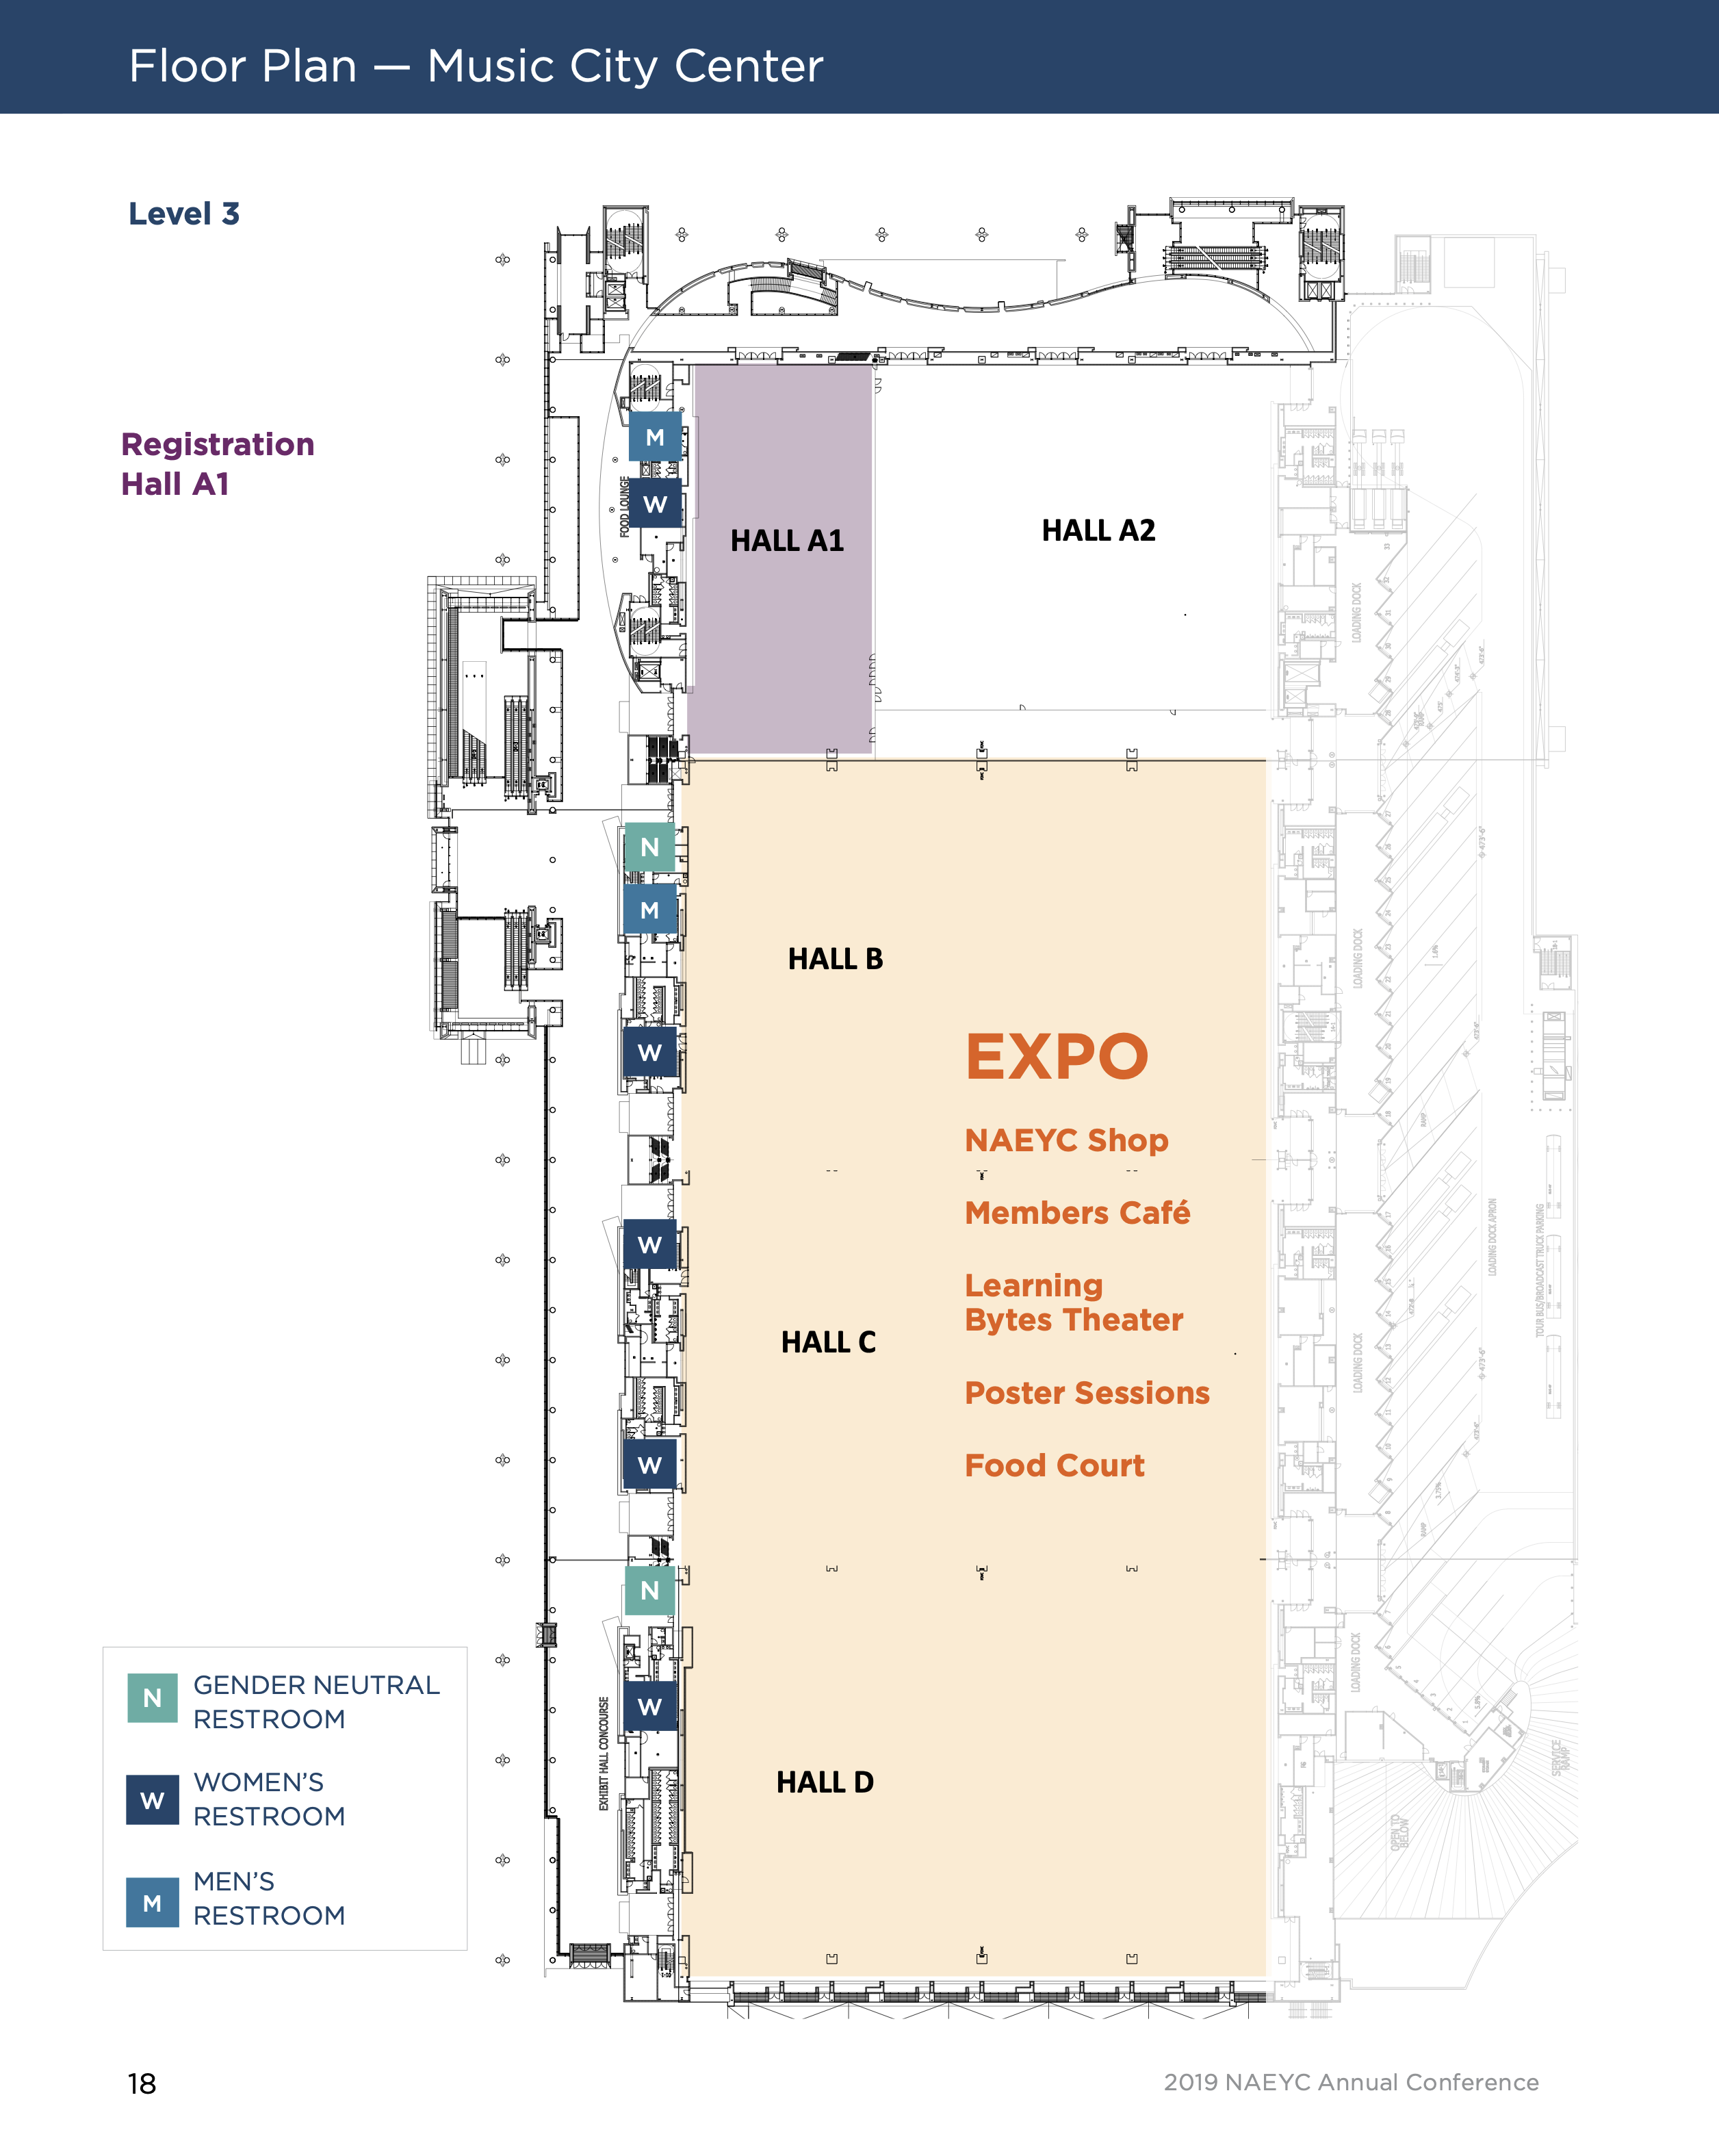 Floor Plan — Music City Center
Level 3
Registration
Hall A1
M
W
FOOD LOUNGE
HALL A1
HALL A2
LOADING DOCK
N
M
HALL B
LOADING DOCK
W
EXPO
NAEYC Shop
Members Café
Learning
Bytes Theater
Poster Sessions
Food Court
W
HALL C
LOADING DOCK
LOADING DOCK APRON
TOUR BUS/BROADCAST TRUCK PARKING
W
N
LOADING DOCK
W
EXHIBIT HALL CONCOURSE
HALL D
SERVICE
RAMP
OPEN TO
BELOW
N
GENDER NEUTRAL
RESTROOM
W
WOMEN'S
RESTROOM
M
MEN'S
RESTROOM
18
2019 NAEYC Annual Conference